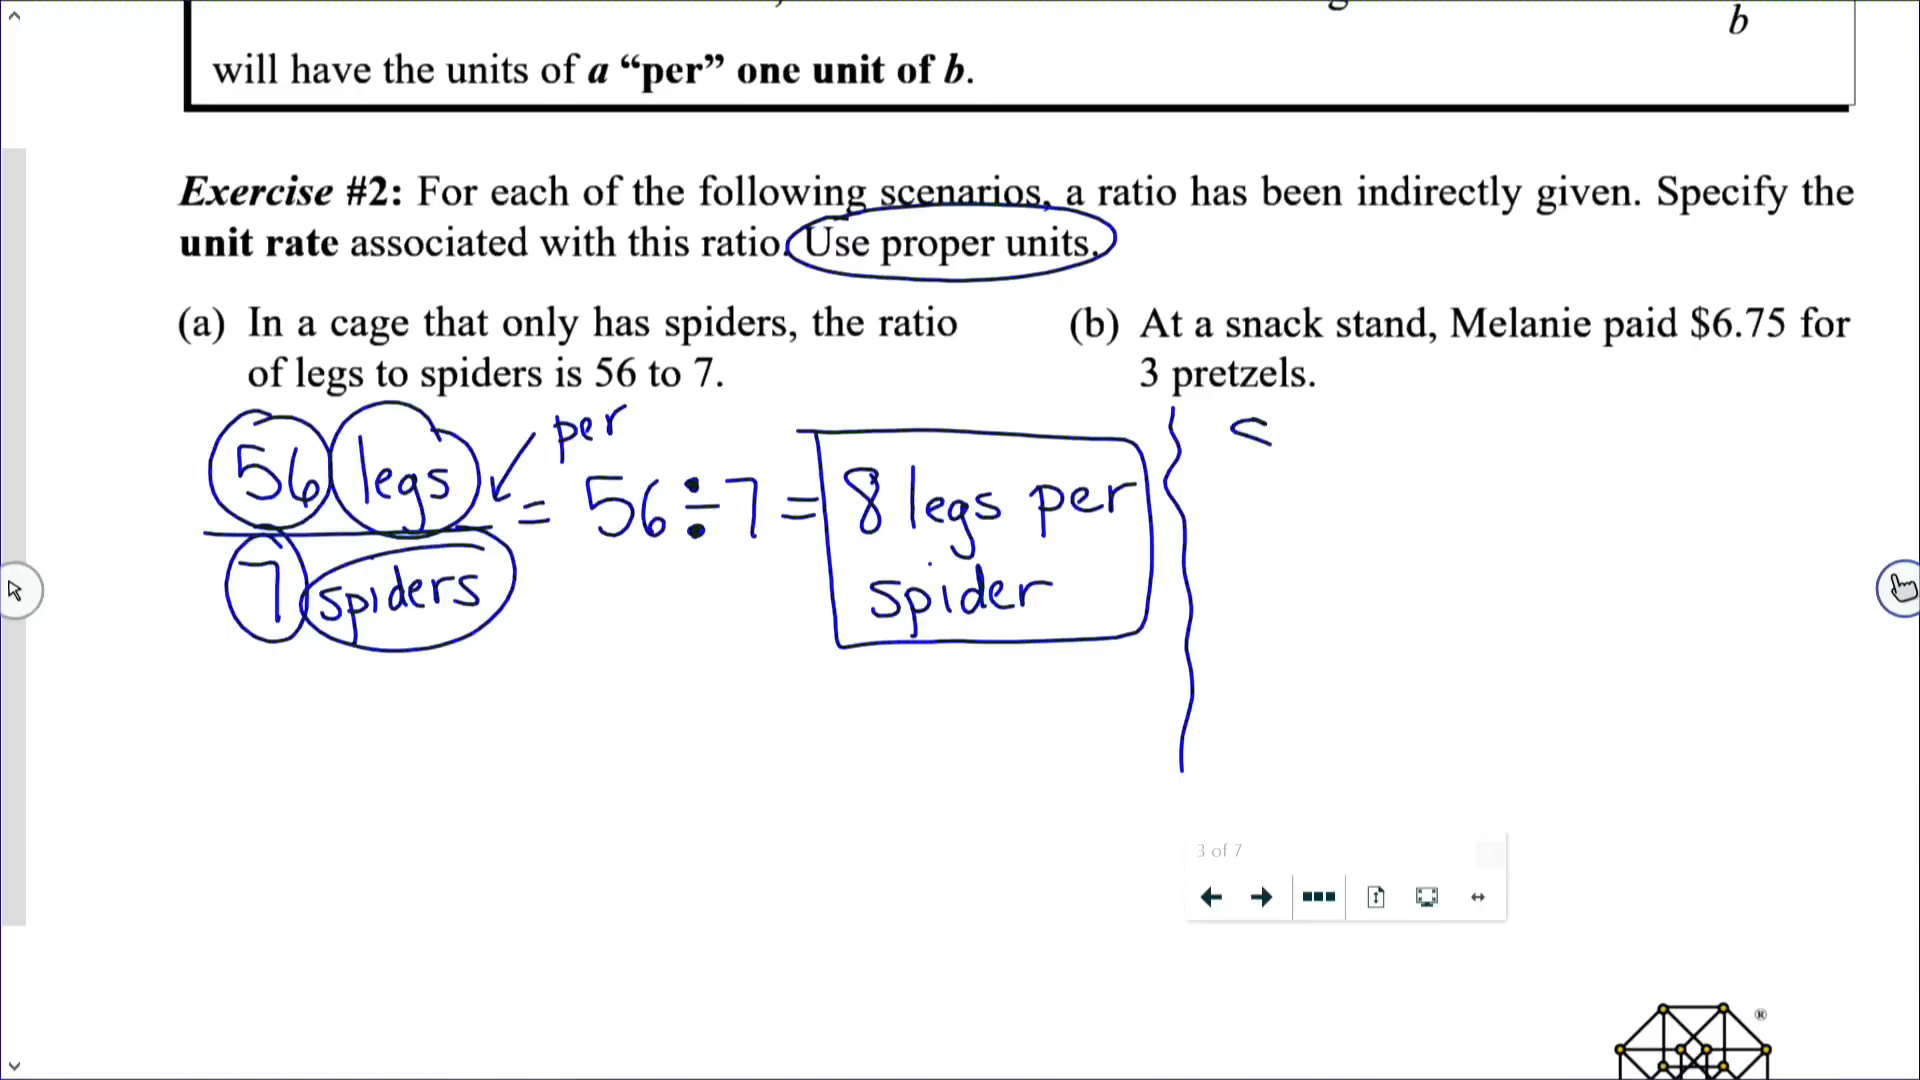 b
will have the units of a “per” one unit of b.
Exercise #2: For each of the following scenarios, a ratio has been indirectly given. Specify the
unit rate associated with this ratio. Use proper units.
(a) In a cage that only has spiders, the ratio
of legs to spiders is 56 to 7.
(b) At a snack stand, Melanie paid $6.75 for
3 pretzels.
per
56 legs
7 spiders
= 56 ÷ 7 = 8 legs per
spider
3 of 7
®